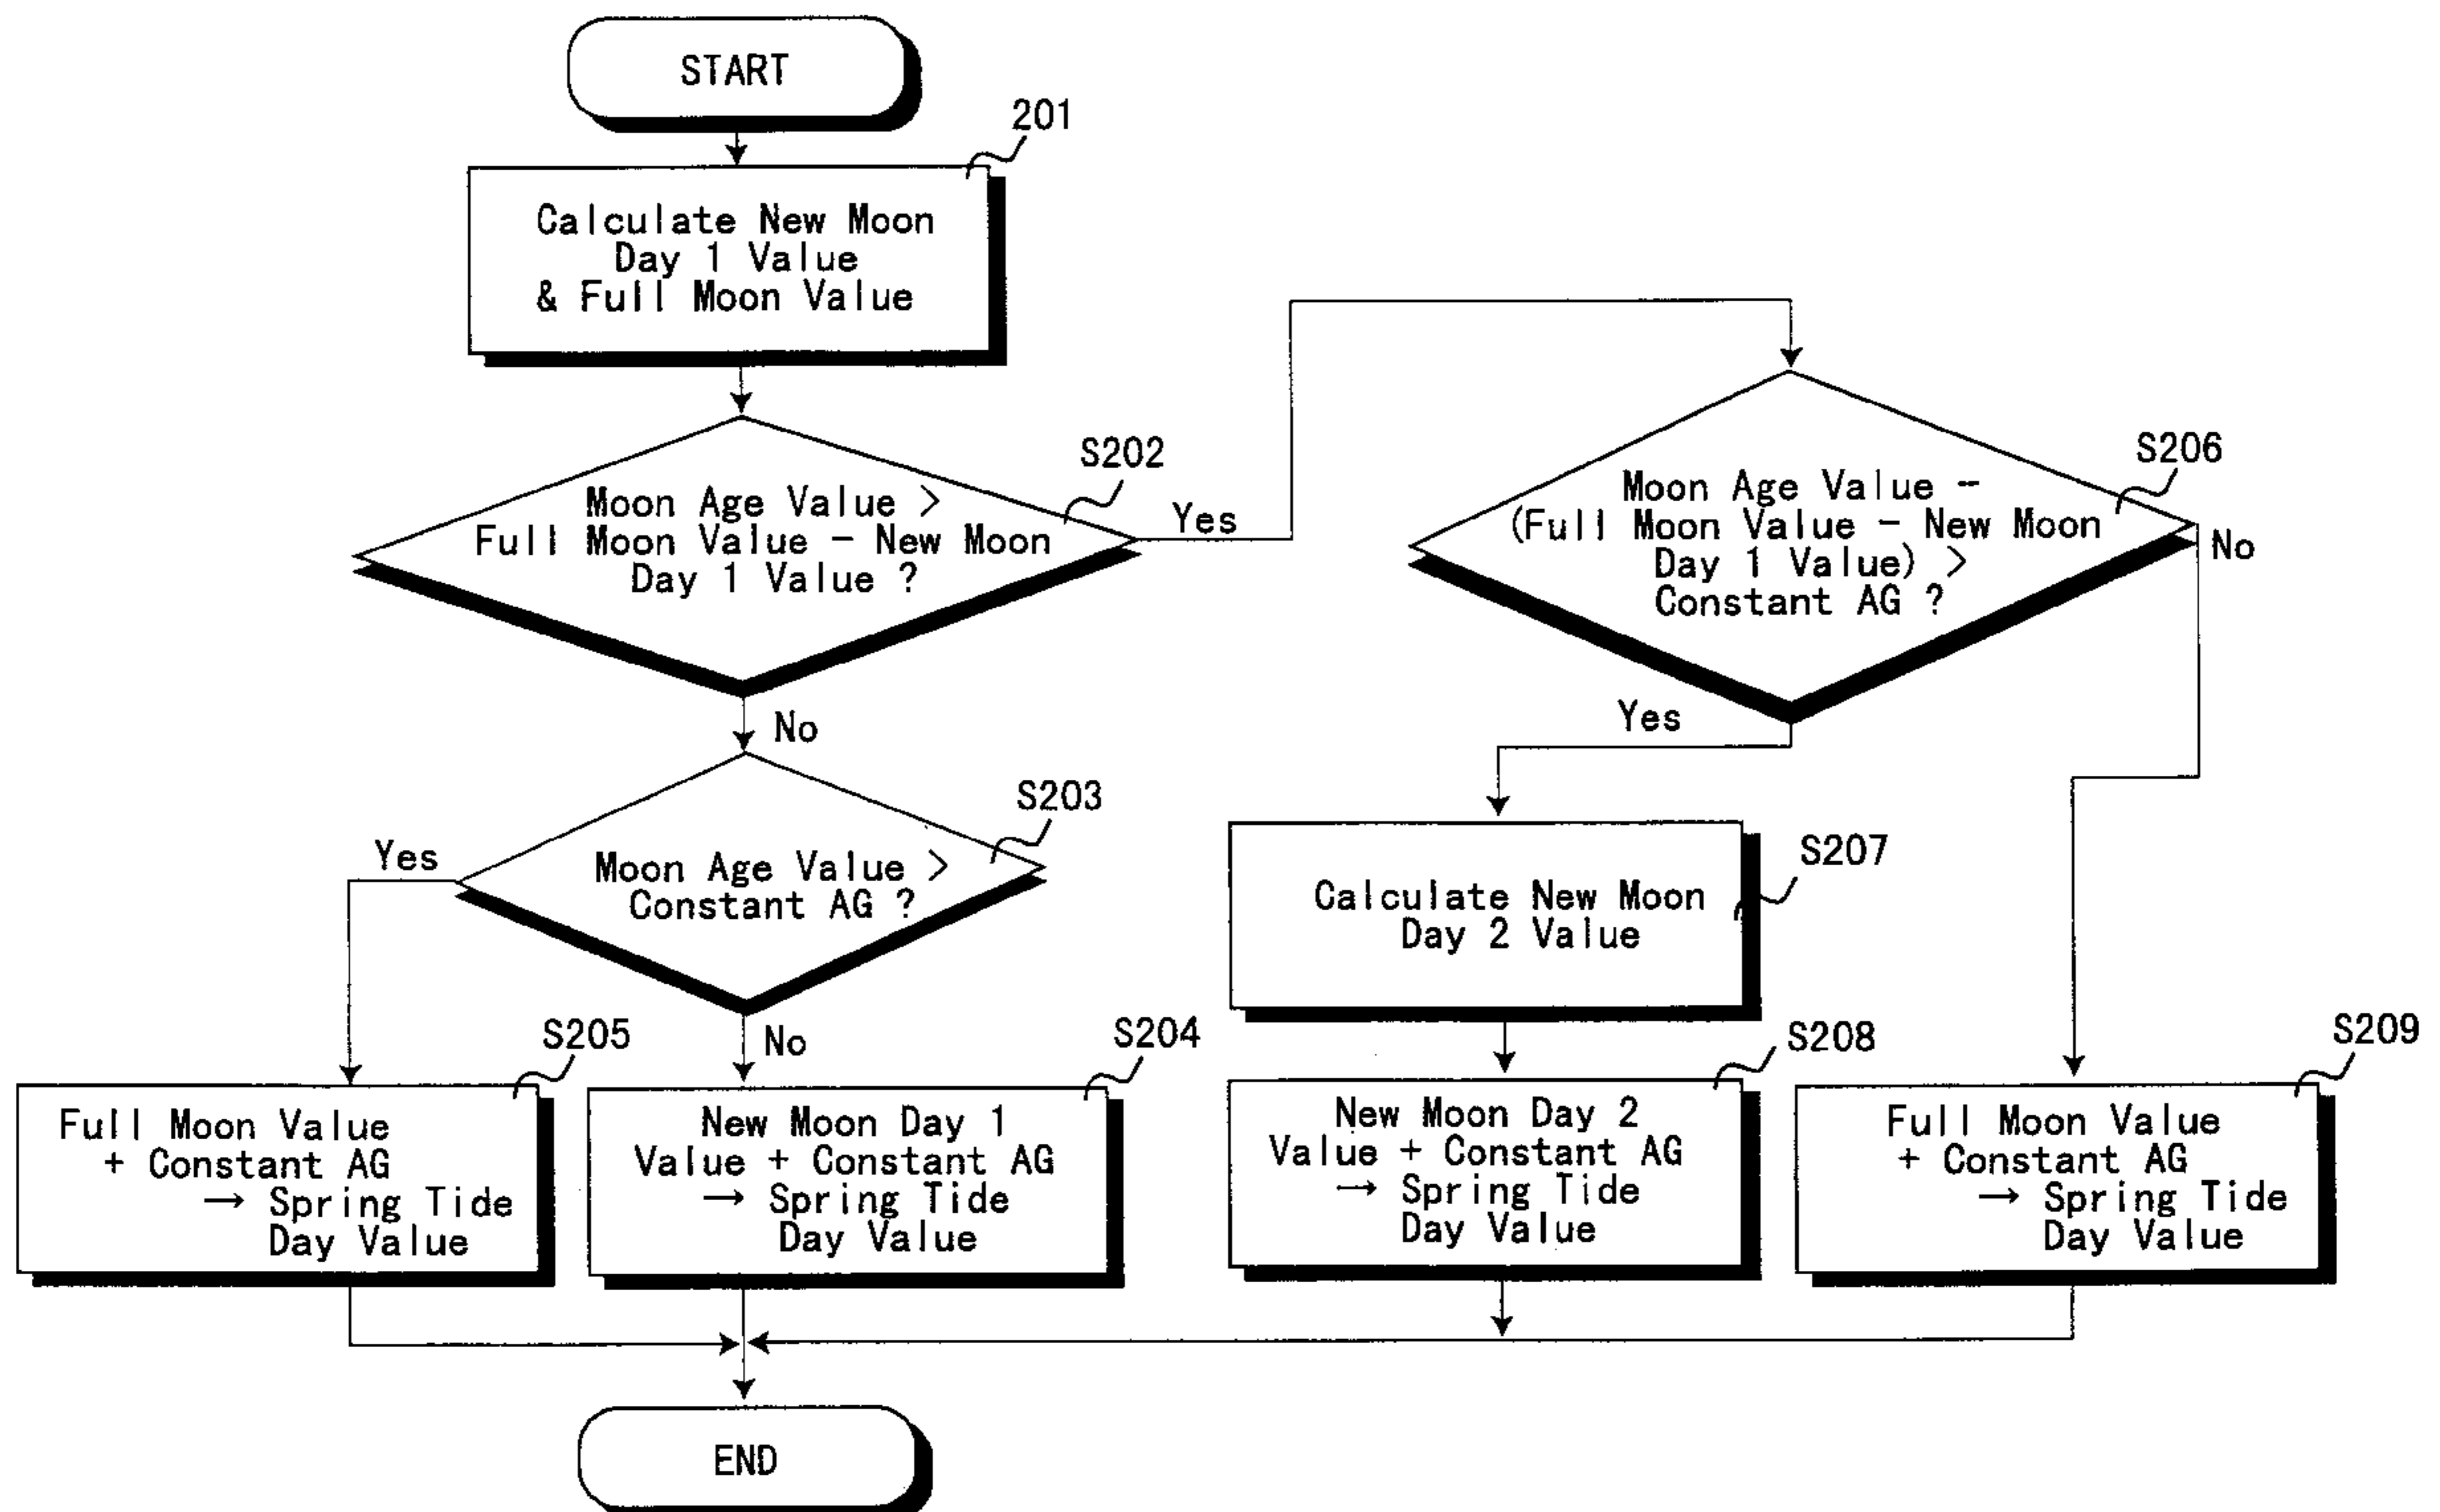 START
201
Calculate New Moon
Day 1 Value
& Full Moon Value
S202
Moon Age Value >
Full Moon Value - New Moon
Day 1 Value ?
Yes
No
S206
Moon Age Value -
(Full Moon Value - New Moon
Day 1 Value) >
Constant AG ?
No
Yes
S203
Moon Age Value >
Constant AG ?
Yes
No
S207
Calculate New Moon
Day 2 Value
S205
Full Moon Value
+ Constant AG
→ Spring Tide
Day Value
S204
New Moon Day 1
Value + Constant AG
→ Spring Tide
Day Value
S208
New Moon Day 2
Value + Constant AG
→ Spring Tide
Day Value
S209
Full Moon Value
+ Constant AG
→ Spring Tide
Day Value
END